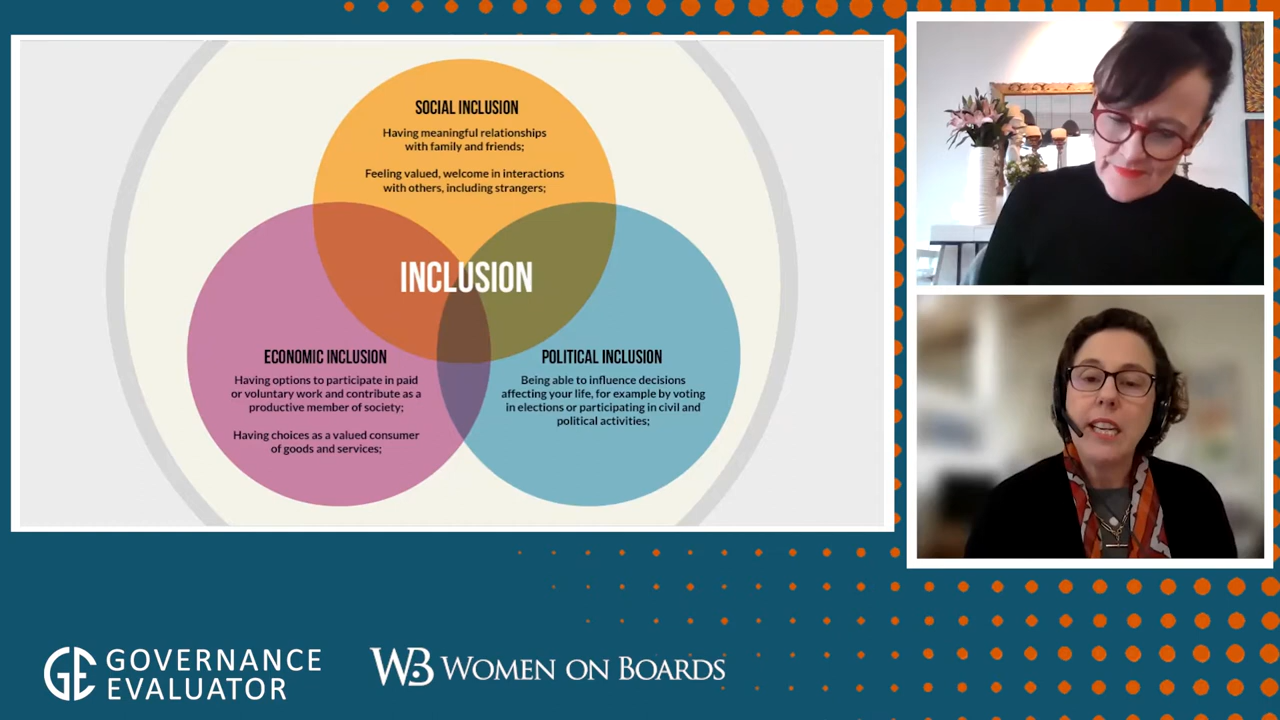 SOCIAL INCLUSION
Having meaningful relationships
with family and friends;
Feeling valued, welcome in interactions
with others, including strangers;
INCLUSION
ECONOMIC INCLUSION
Having options to participate in paid
or voluntary work and contribute as a
productive member of society;
Having choices as a valued consumer
of goods and services;
POLITICAL INCLUSION
Being able to influence decisions
affecting your life, for example by voting
in elections or participating in civil and
political activities;
GE GOVERNANCE
EVALUATOR
WB WOMEN ON BOARDS